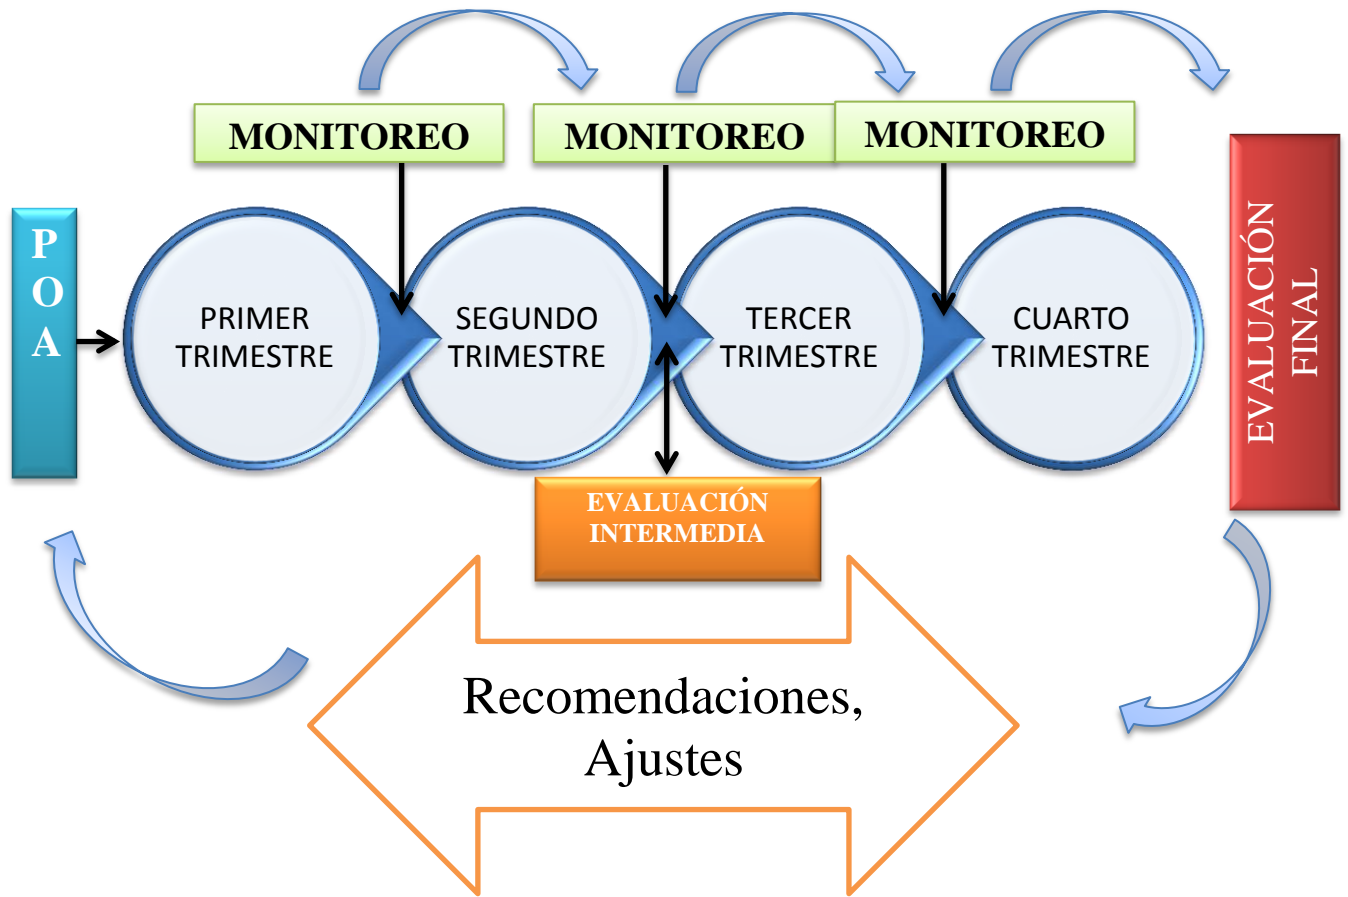 MONITOREO
MONITOREO
MONITOREO
P
O
A
PRIMER
TRIMESTRE
SEGUNDO
TRIMESTRE
TERCER
TRIMESTRE
CUARTO
TRIMESTRE
EVALUACIÓN
FINAL
EVALUACIÓN
INTERMEDIA
Recomendaciones,
Ajustes